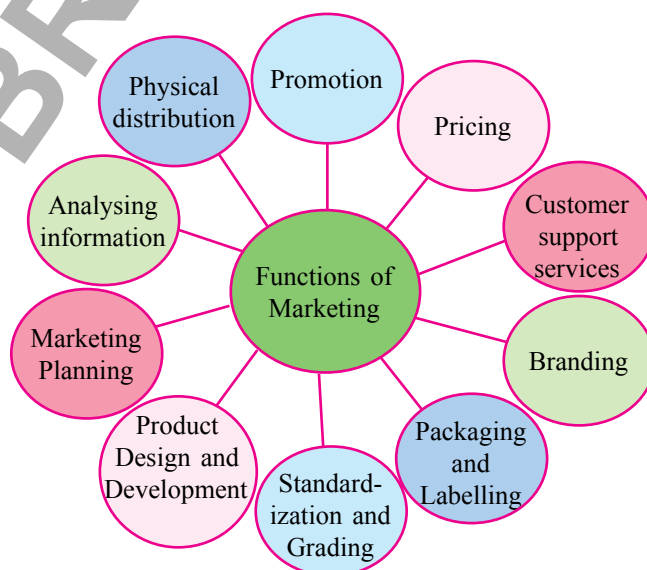 BR
Physical
distribution
Promotion
Pricing
Customer
support
services
Branding
Packaging
and
Labelling
Standard-
ization and
Grading
Product
Design and
Development
Marketing
Planning
Analysing
information
Functions of
Marketing